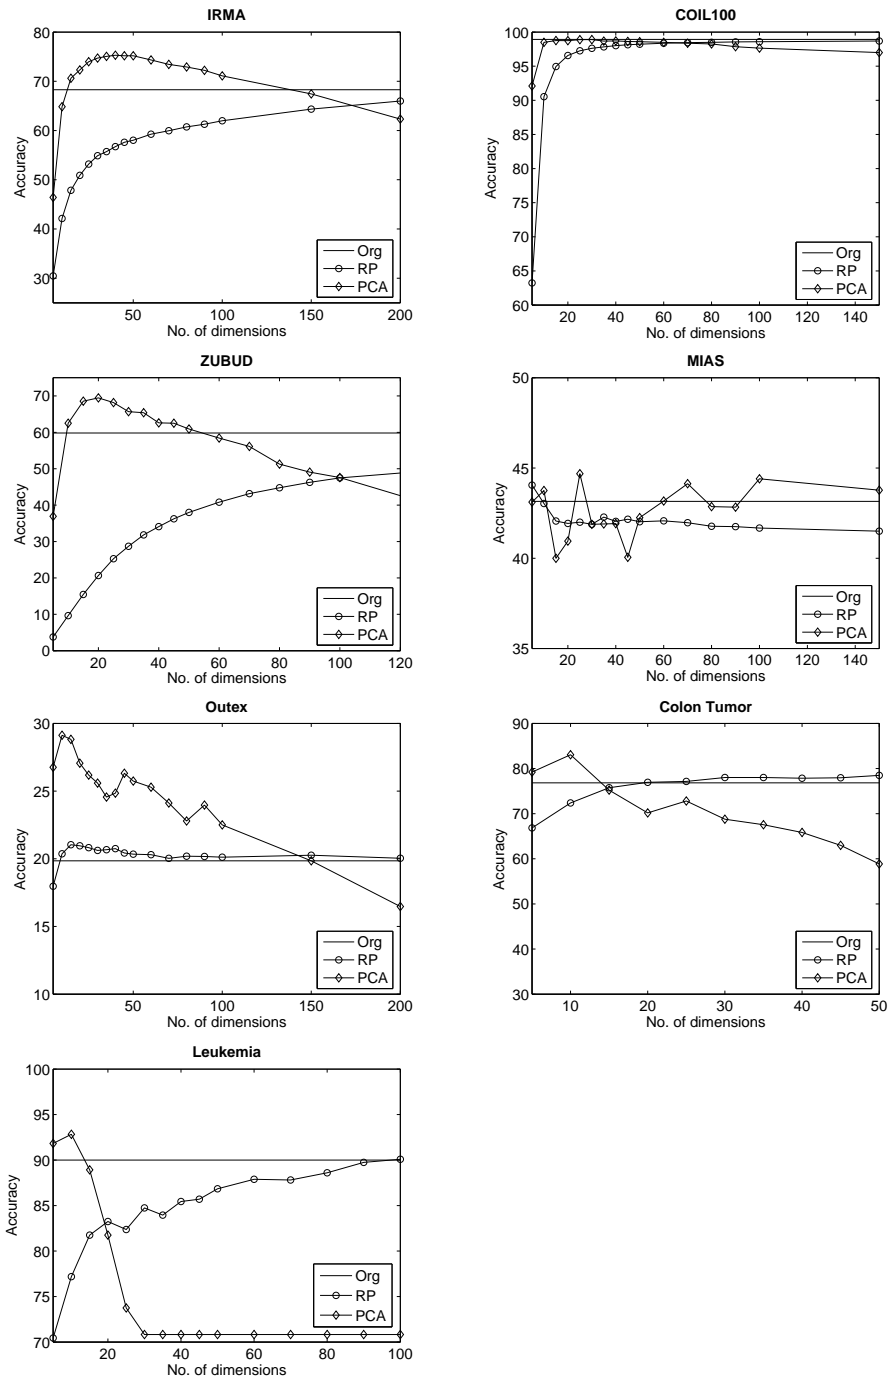 IRMA
80
70
60
50
40
30
Accuracy
50
100
150
200
No. of dimensions
Org
RP
PCA
COIL100
100
95
90
85
80
75
70
65
60
Accuracy
20
40
60
80
100
120
140
No. of dimensions
Org
RP
PCA
ZUBUD
70
60
50
40
30
20
10
0
Accuracy
20
40
60
80
100
120
No. of dimensions
Org
RP
PCA
MIAS
50
45
40
35
Accuracy
20
40
60
80
100
120
140
No. of dimensions
Org
RP
PCA
Outex
30
25
20
15
10
Accuracy
50
100
150
200
No. of dimensions
Org
RP
PCA
Colon Tumor
90
80
70
60
50
40
30
Accuracy
10
20
30
40
50
No. of dimensions
Org
RP
PCA
Leukemia
100
95
90
85
80
75
70
Accuracy
20
40
60
80
100
No. of dimensions
Org
RP
PCA